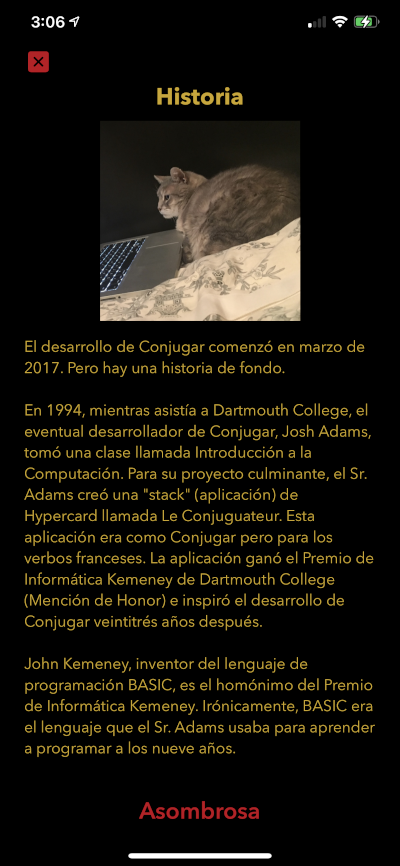 3:06
Historia
El desarrollo de Conjugar comenzó en marzo de
2017. Pero hay una historia de fondo.
En 1994, mientras asistía a Dartmouth College, el
eventual desarrollador de Conjugar, Josh Adams,
tomó una clase llamada Introducción a la
Computación. Para su proyecto culminante, el Sr.
Adams creó una "stack" (aplicación) de
Hypercard llamada Le Conjuguateur. Esta
aplicación era como Conjugar pero para los
verbos franceses. La aplicación ganó el Premio de
Informática Kemeney de Dartmouth College
(Mención de Honor) e inspiró el desarrollo de
Conjugar veintitrés años después.
John Kemeney, inventor del lenguaje de
programación BASIC, es el homónimo del Premio
de Informática Kemeney. Irónicamente, BASIC era
el lenguaje que el Sr. Adams usaba para aprender
a programar a los nueve años.
Asombrosa